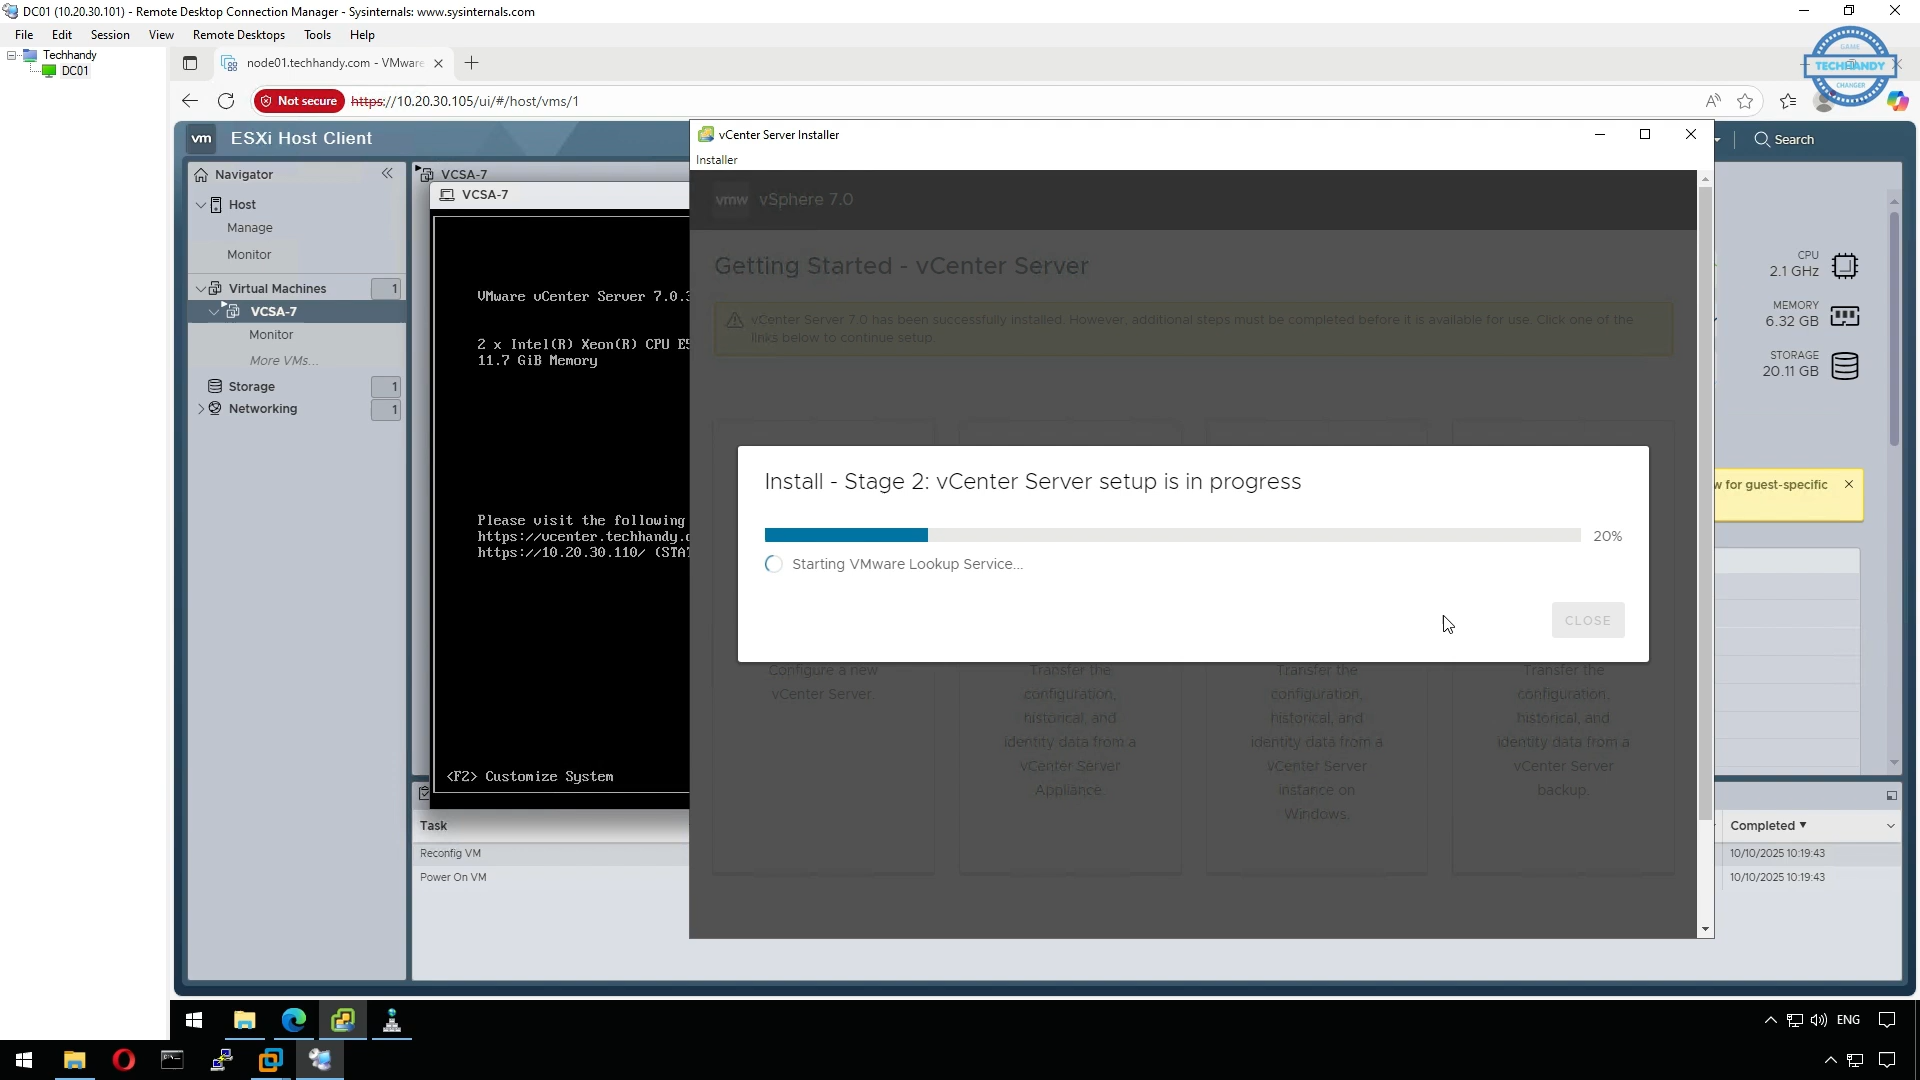 DC01 (10.20.30.101) - Remote Desktop Connection Manager - Sysinternals: www.sysinternals.com
File Edit Session View Remote Desktops Tools Help
Techhandy
DC01
node01.techhandy.com - VMware
GAME
TECHHANDY
CHANGER
Not secure https://10.20.30.105/ui/#/host/vms/1
vm ESXi Host Client
Search
Navigator
Host
Manage
Monitor
Virtual Machines 1
VCSA-7
Monitor
More VMs...
Storage 1
Networking 1
VCSA-7
VCSA-7
VMware vCenter Server 7.0.3
2 x Intel(R) Xeon(R) CPU E5
11.7 GiB Memory
Please visit the following
https://vcenter.techhandy.c
https://10.20.30.110/ (STAT
<F2> Customize System
vCenter Server Installer
Installer
vmw vSphere 7.0
Getting Started - vCenter Server
vCenter Server 7.0 has been successfully installed. However, additional steps must be completed before it is available for use. Click one of the
links below to continue setup.
Install - Stage 2: vCenter Server setup is in progress
20%
Starting VMware Lookup Service...
CLOSE
Configure a new
vCenter Server.
Transfer the
configuration,
historical, and
identity data from a
vCenter Server
Appliance.
Transfer the
configuration,
historical, and
identity data from a
vCenter Server
instance on
Windows.
Transfer the
configuration,
historical, and
identity data from a
vCenter Server
backup.
CPU
2.1 GHz
MEMORY
6.32 GB
STORAGE
20.11 GB
w for guest-specific
Task
Completed
Reconfig VM
10/10/2025 10:19:43
Power On VM
10/10/2025 10:19:43
ENG